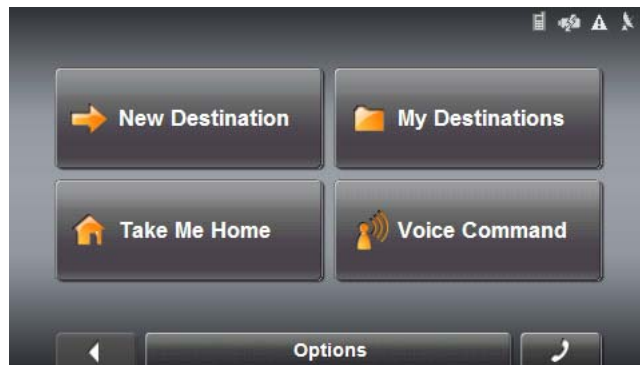 New Destination
My Destinations
Take Me Home
Voice Command
Options